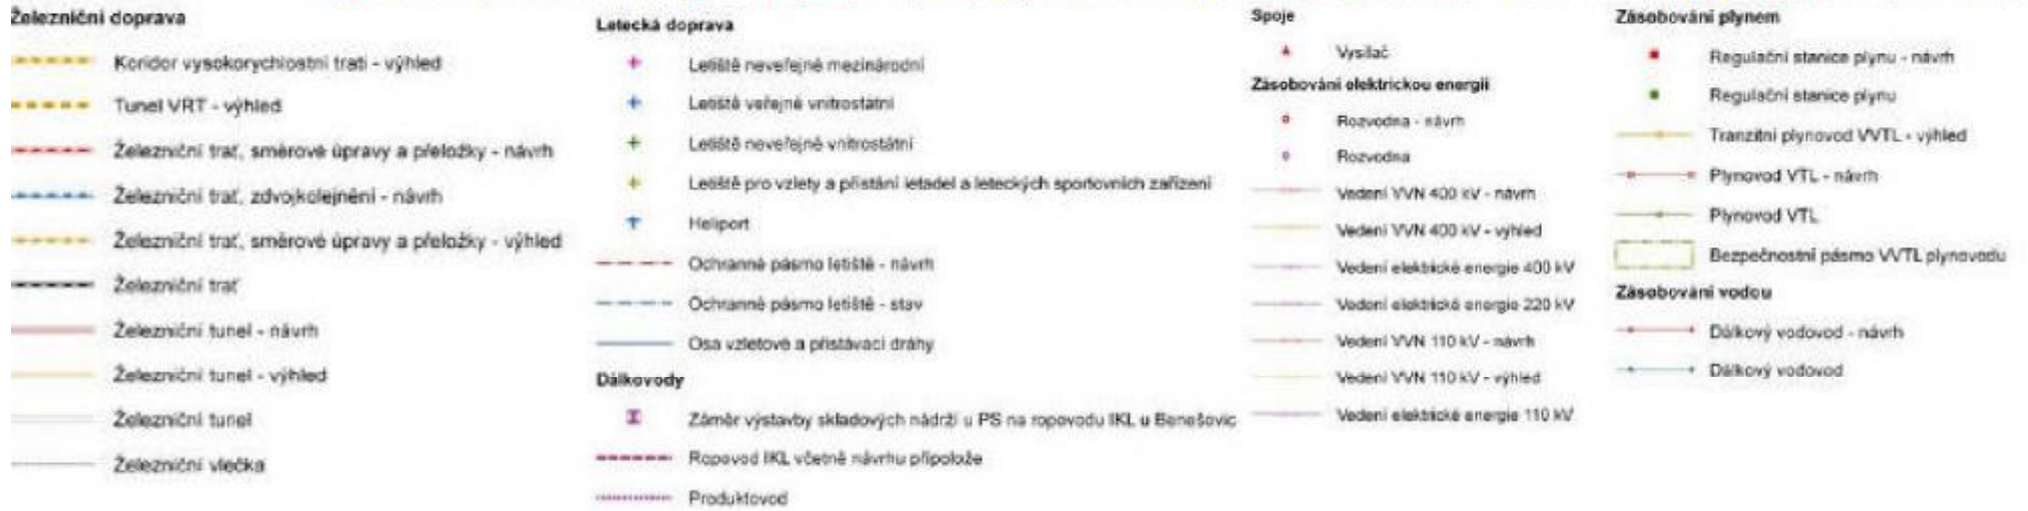 Železniční doprava
Koridor vysokorychlostní trati - výhled
Tunel VRT - výhled
Železniční trať, směrové úpravy a přeložky - návrh
Železniční trať, zdvojkolejnění - návrh
Železniční trať, směrové úpravy a přeložky - výhled
Železniční trať
Železniční tunel - návrh
Železniční tunel - výhled
Železniční tunel
Železniční vlečka
Letecká doprava
Letiště neveřejné mezinárodní
Letiště veřejné vnitrostátní
Letiště neveřejné vnitrostátní
Letiště pro vzlety a přistání letadel a leteckých sportovních zařízení
Heliport
Ochranné pásmo letiště - návrh
Ochranné pásmo letiště - stav
Osa vzletové a přistávací dráhy
Dálkovody
Záměr výstavby skladových nádrží u PS na ropovodu IKL u Benešovic
Ropovod IKL včetně návrhu přípolože
Produktovod
Spoje
Vysílač
Zásobování elektrickou energií
Rozvodna - návrh
Rozvodna
Vedení VVN 400 kV - návrh
Vedení VVN 400 kV - výhled
Vedení elektrické energie 400 kV
Vedení elektrické energie 220 kV
Vedení VVN 110 kV - návrh
Vedení VVN 110 kV - výhled
Vedení elektrické energie 110 kV
Zásobování plynem
Regulační stanice plynu - návrh
Regulační stanice plynu
Tranzitní plynovod VVTL - výhled
Plynovod VTL - návrh
Plynovod VTL
Bezpečnostní pásmo VVTL plynovodu
Zásobování vodou
Dálkový vodovod - návrh
Dálkový vodovod